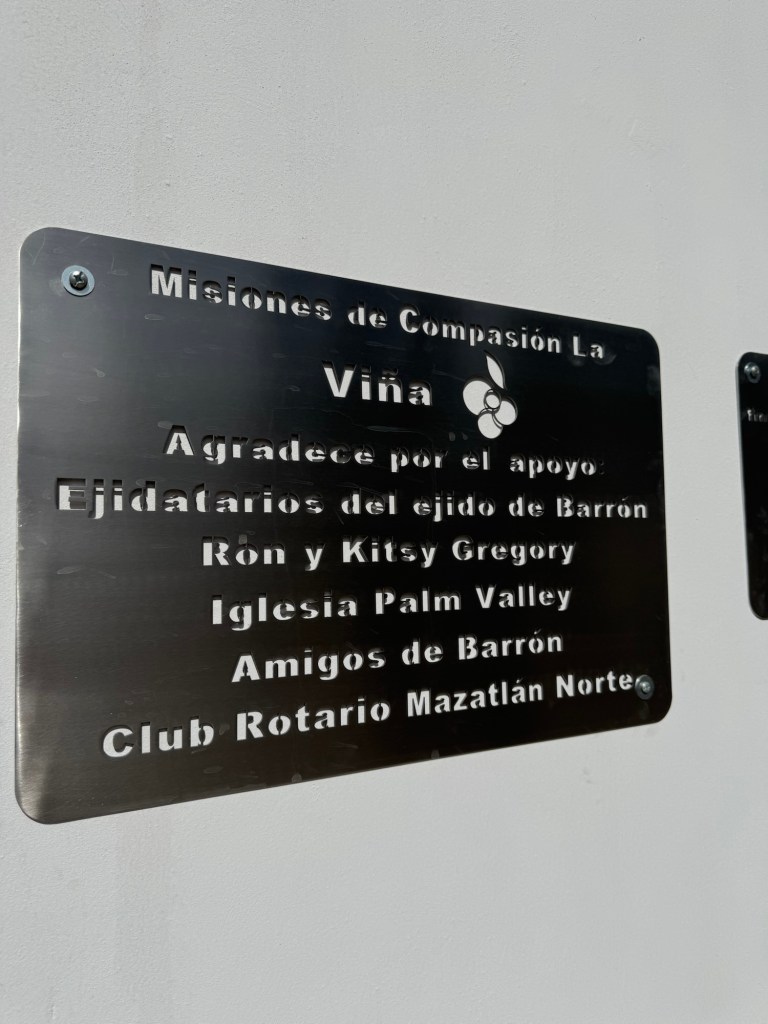 Misiones de Compasión La
Viña
Agradece por el apoyo:
Ejidatarios del ejido de Barrón
Ron y Kitsy Gregory
Iglesia Palm Valley
Amigos de Barrón
Club Rotario Mazatlán Norte